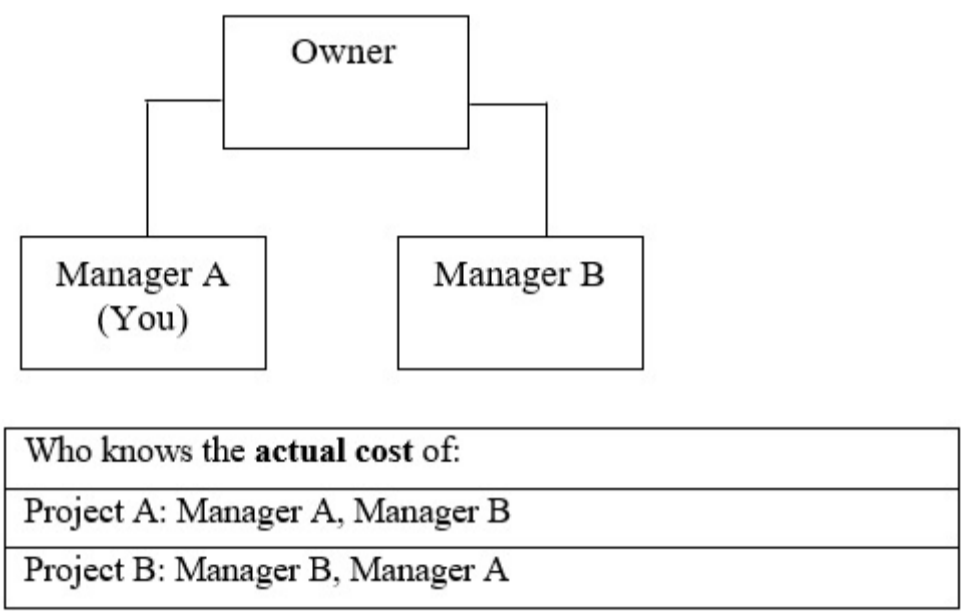 Owner
Manager A
(You)
Manager B
Who knows the actual cost of:
Project A: Manager A, Manager B
Project B: Manager B, Manager A